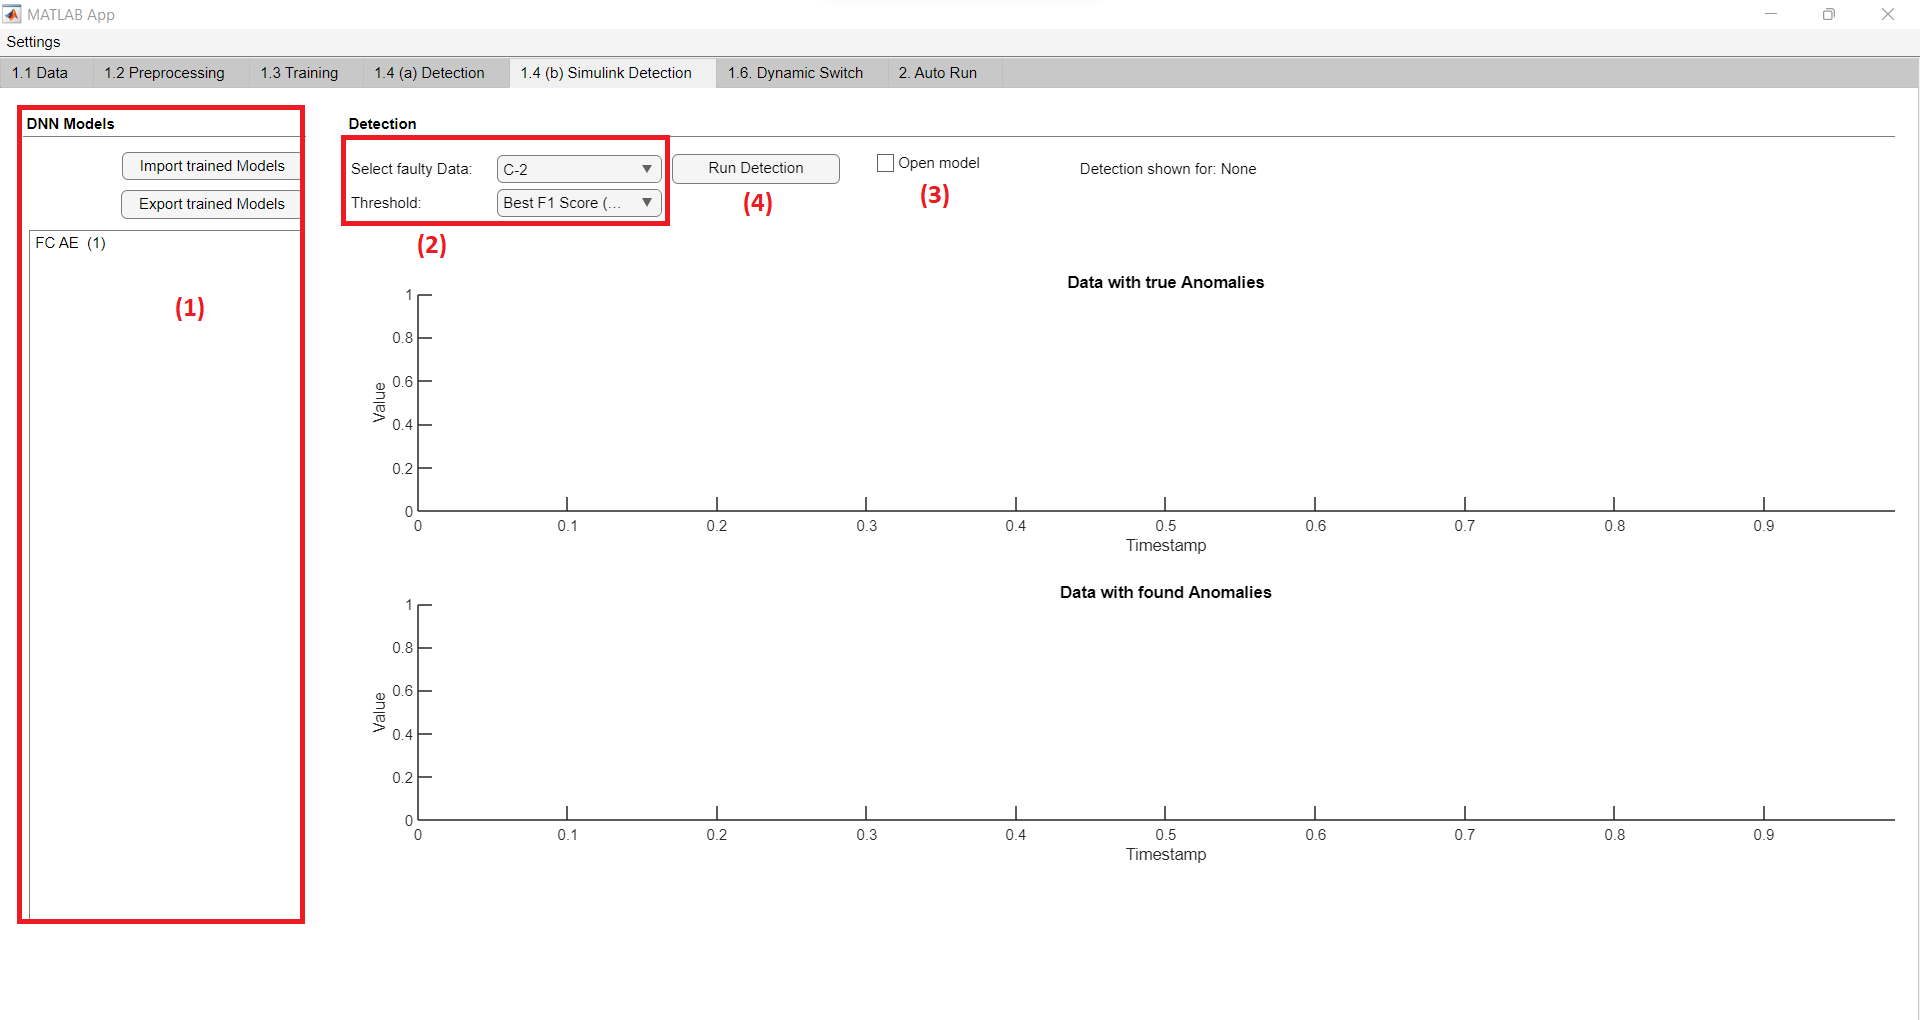 MATLAB App
Settings
1.1 Data 1.2 Preprocessing 1.3 Training 1.4 (a) Detection 1.4 (b) Simulink Detection 1.6. Dynamic Switch 2. Auto Run
DNN Models
Import trained Models
Export trained Models
FC AE (1)
(1)
Detection
Select faulty Data: C-2 Run Detection Open model Detection shown for: None
Threshold: Best F1 Score (...
(4)
(3)
(2)
Data with true Anomalies
1
0.8
0.6
0.4
0.2
0
Value
0 0.1 0.2 0.3 0.4 0.5 0.6 0.7 0.8 0.9
Timestamp
Data with found Anomalies
1
0.8
0.6
0.4
0.2
0
Value
0 0.1 0.2 0.3 0.4 0.5 0.6 0.7 0.8 0.9
Timestamp